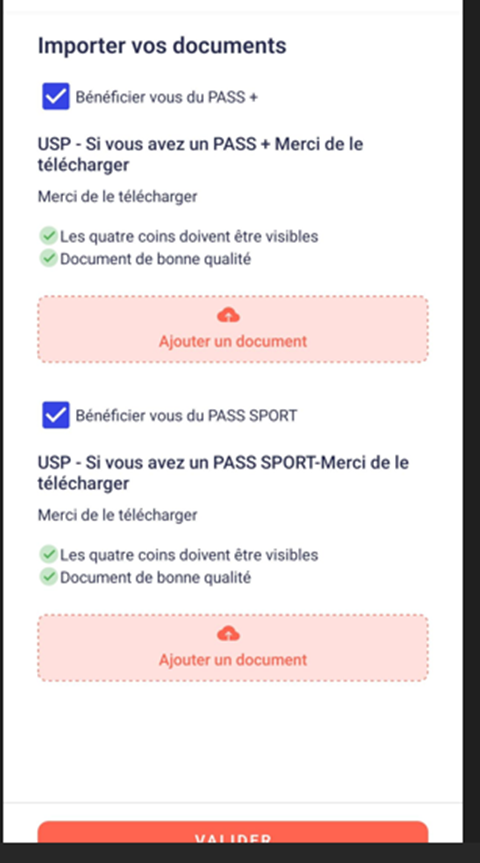 Importer vos documents
Bénéficier vous du PASS +
USP - Si vous avez un PASS + Merci de le
télécharger
Merci de le télécharger
Les quatre coins doivent être visibles
Document de bonne qualité
Ajouter un document
Bénéficier vous du PASS SPORT
USP - Si vous avez un PASS SPORT-Merci de le
télécharger
Merci de le télécharger
Les quatre coins doivent être visibles
Document de bonne qualité
Ajouter un document
VALIDER